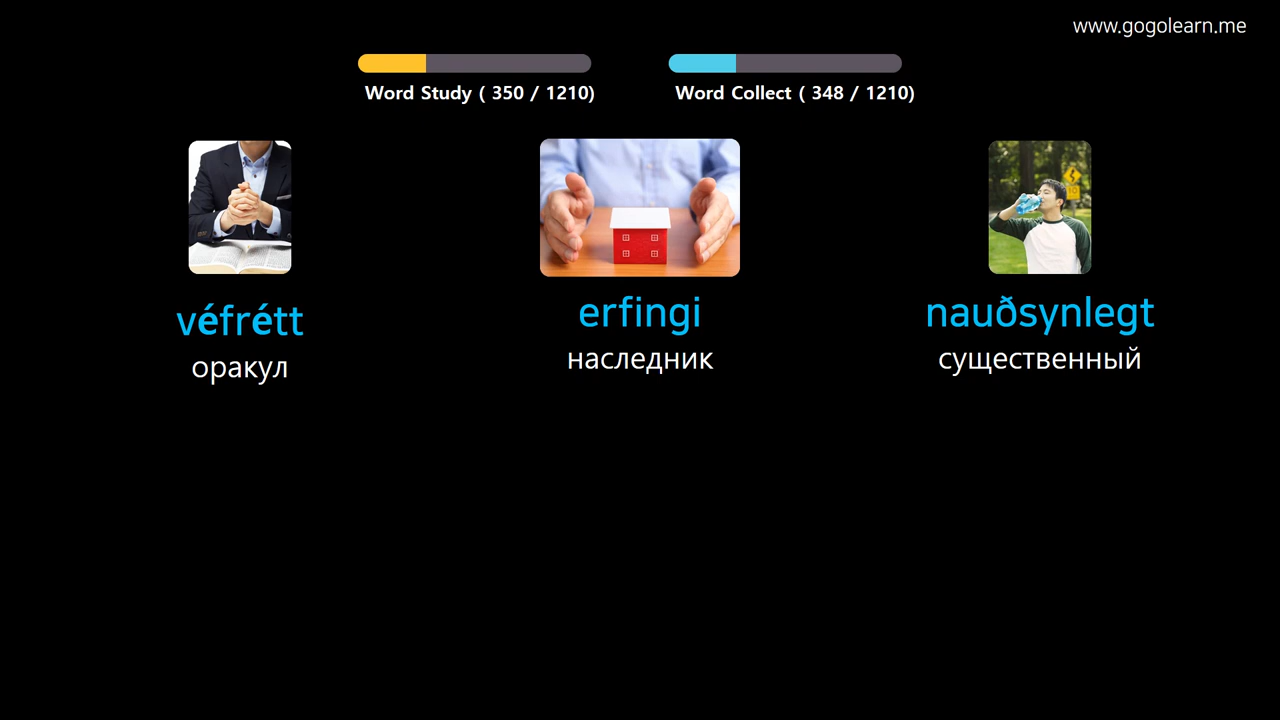 www.gogolearn.me
Word Study ( 350 / 1210)
Word Collect ( 348 / 1210)
véfrétt
оракул
erfingi
наследник
nauðsynlegt
существенный